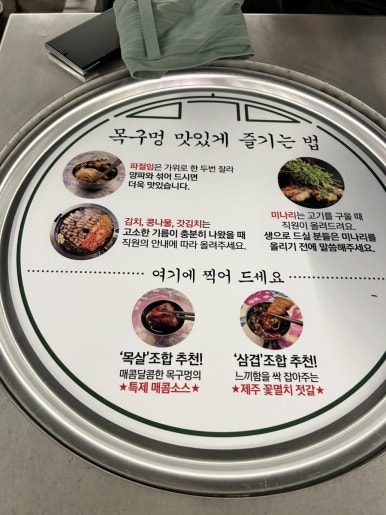 목구멍 맛있게 즐기는 법
파절임은 가위로 한 두번 잘라
양파와 섞어 드시면
더욱 맛있습니다.
김치, 콩나물, 갓김치는
고소한 기름이 충분히 나왔을 때
직원의 안내에 따라 올려주세요.
미나리는 고기를 구울 때
직원이 올려드려요.
생으로 드실 분들은 미나리를
올리기 전에 말씀해주세요.
여기에 찍어 드세요
'목살'조합 추천!
매콤달콤한 목구멍의
★특제 매콤소스★
'삼겹'조합 추천!
느끼함을 싹 잡아주는
★제주 꽃멸치 젓갈★